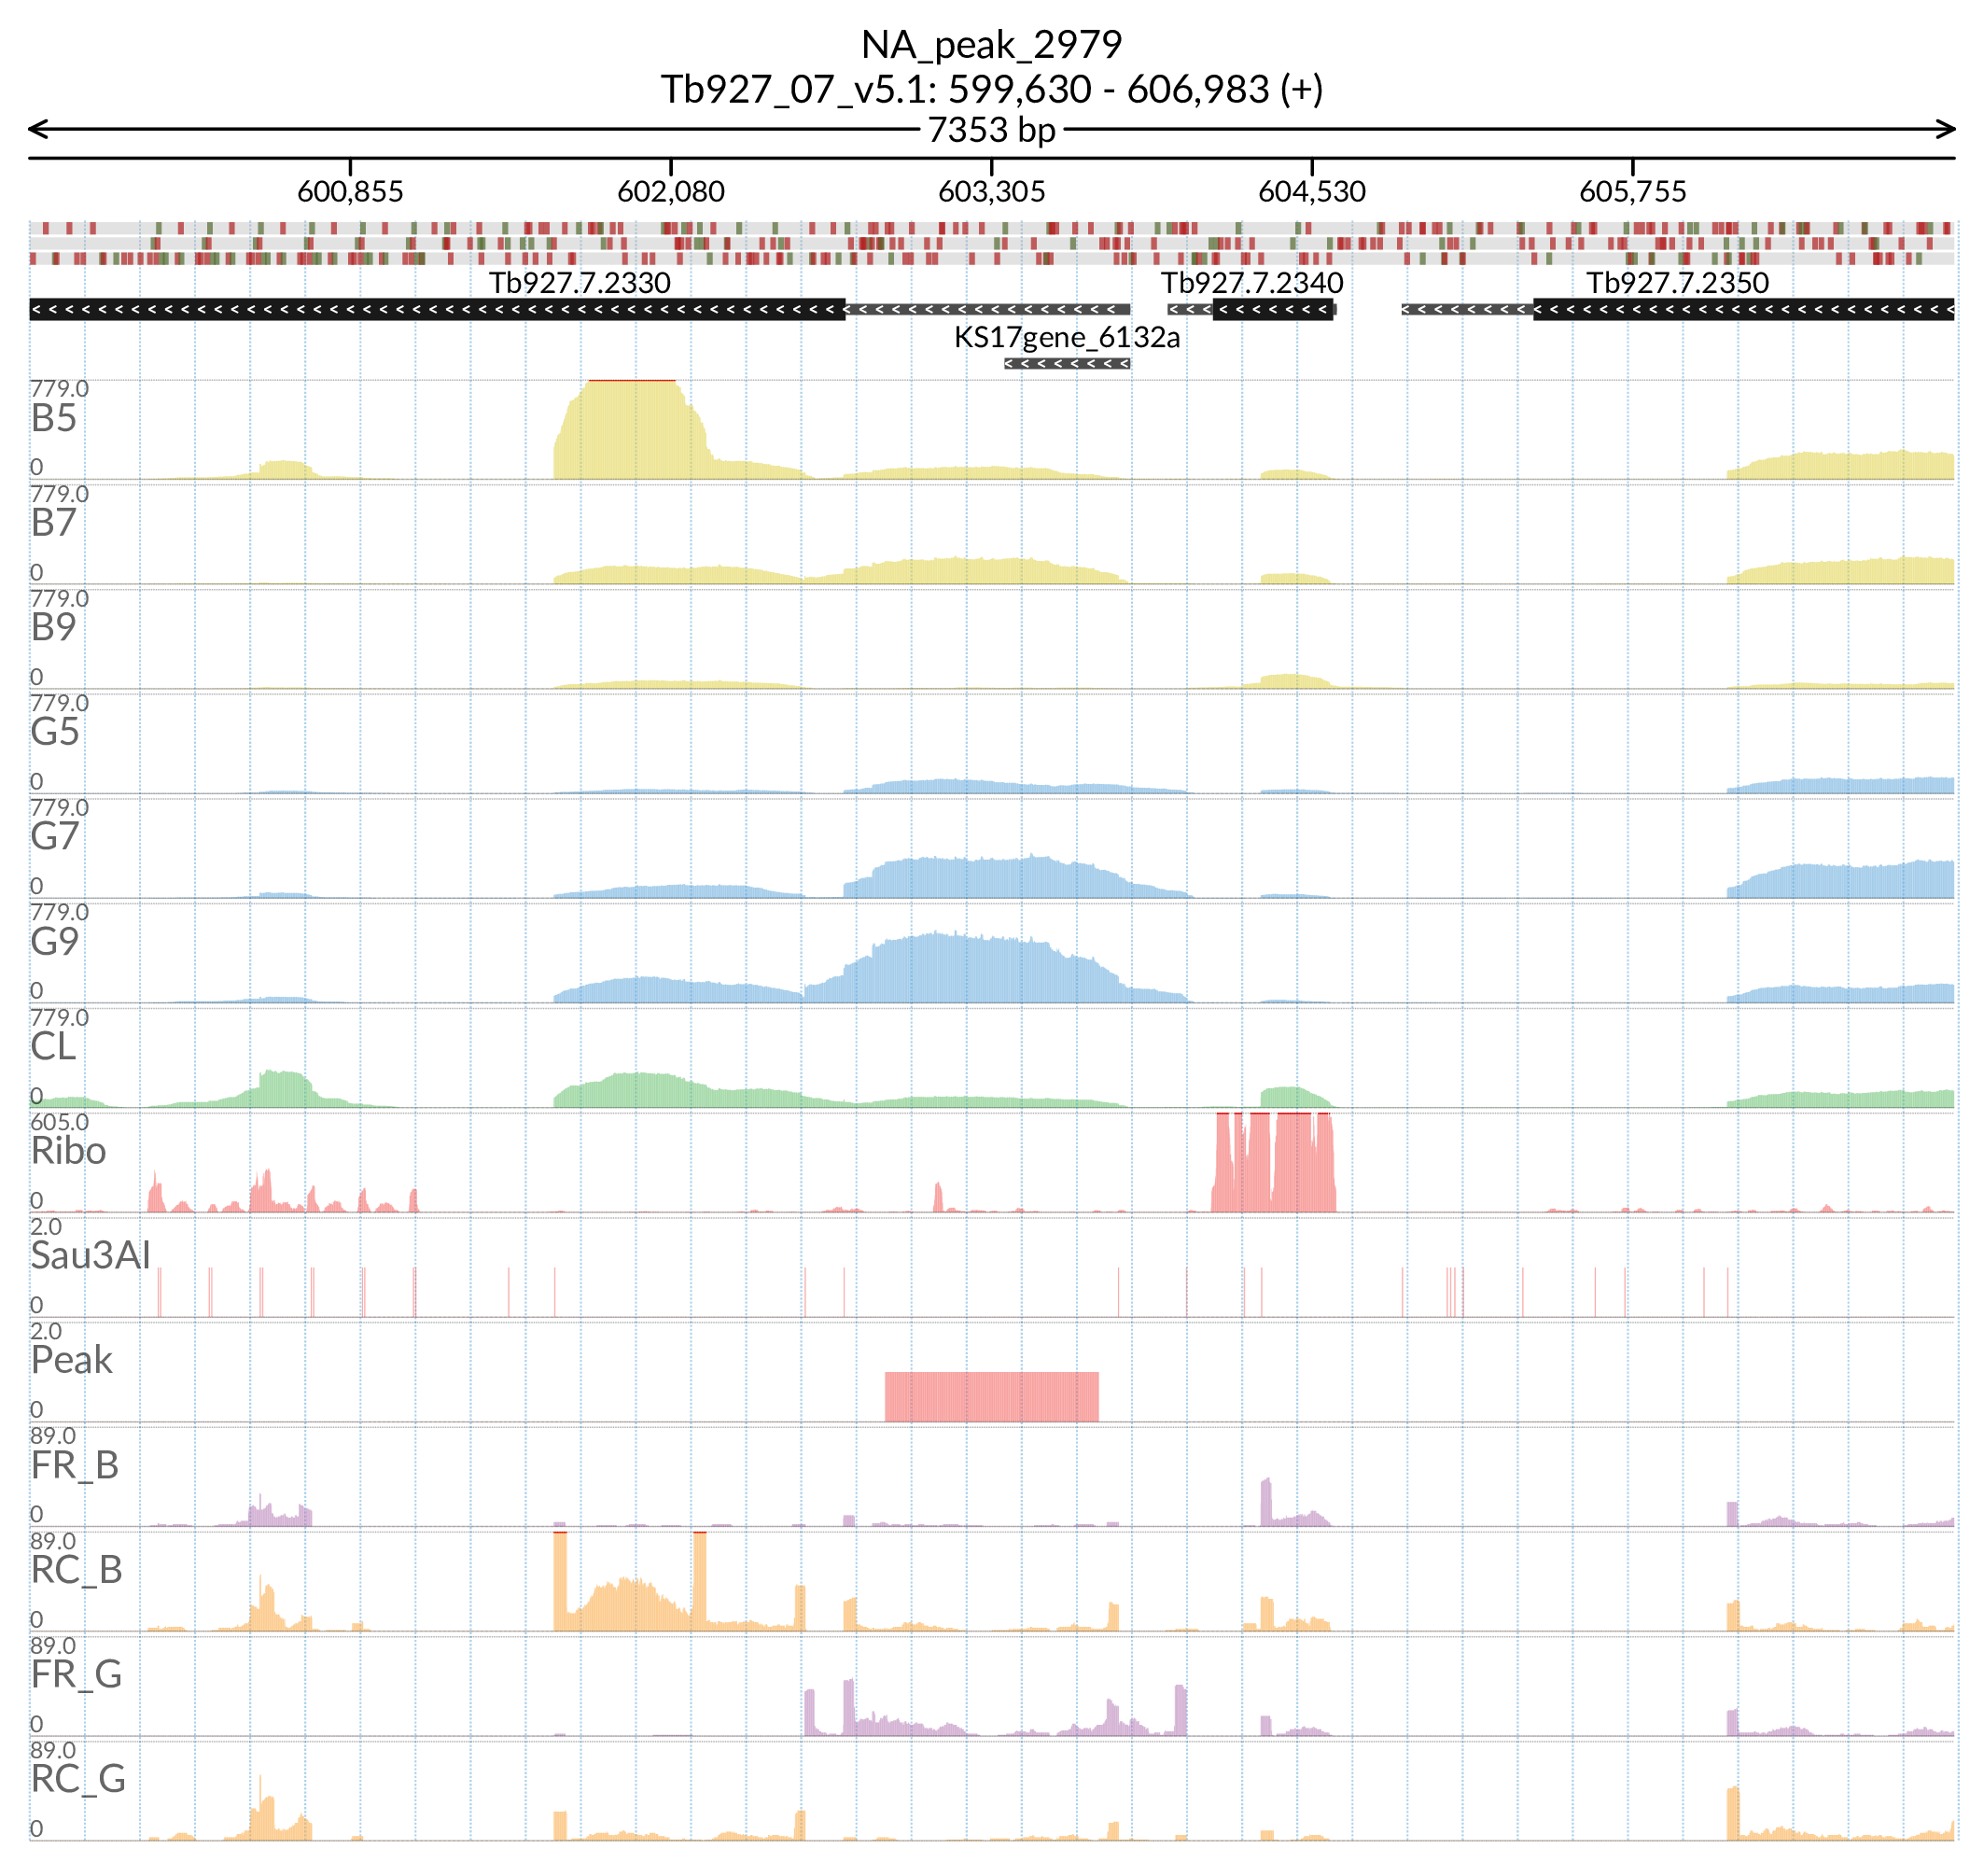 NA_peak_2979
Tb927_07_v5.1: 599,630 - 606,983 (+)
7353 bp
600,855 602,080 603,305 604,530 605,755
Tb927.7.2330 Tb927.7.2340 Tb927.7.2350
KS17gene_6132a
779.0
B5
0
779.0
B7
0
779.0
B9
0
779.0
G5
0
779.0
G7
0
779.0
G9
0
779.0
CL
0
605.0
Ribo
0
2.0
Sau3AI
0
2.0
Peak
0
89.0
FR_B
0
89.0
RC_B
0
89.0
FR_G
0
89.0
RC_G
0